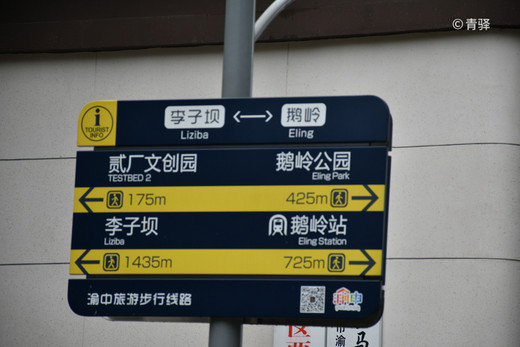 © 青驿
i
TOURIST
INFO
李子坝 ←→ 鹅岭
Liziba Eling
贰厂文创园 鹅岭公园
TESTBED 2 Eling Park
← 175m 425m →
李子坝 鹅岭站
Liziba Eling Station
← 1435m 725m →
渝中旅游步行线路